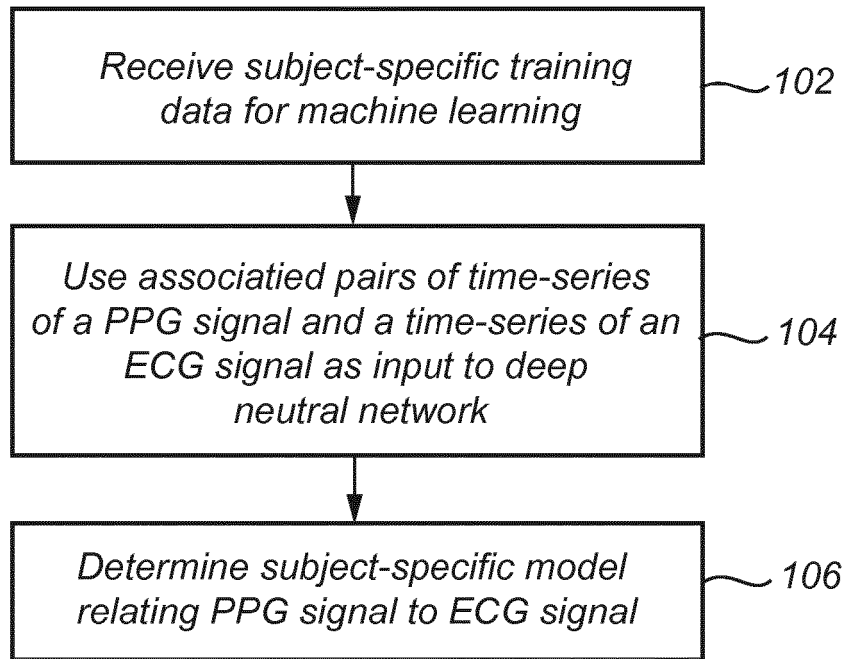 Receive subject-specific training
data for machine learning
102
Use associatied pairs of time-series
of a PPG signal and a time-series of an
ECG signal as input to deep
neutral network
104
Determine subject-specific model
relating PPG signal to ECG signal
106